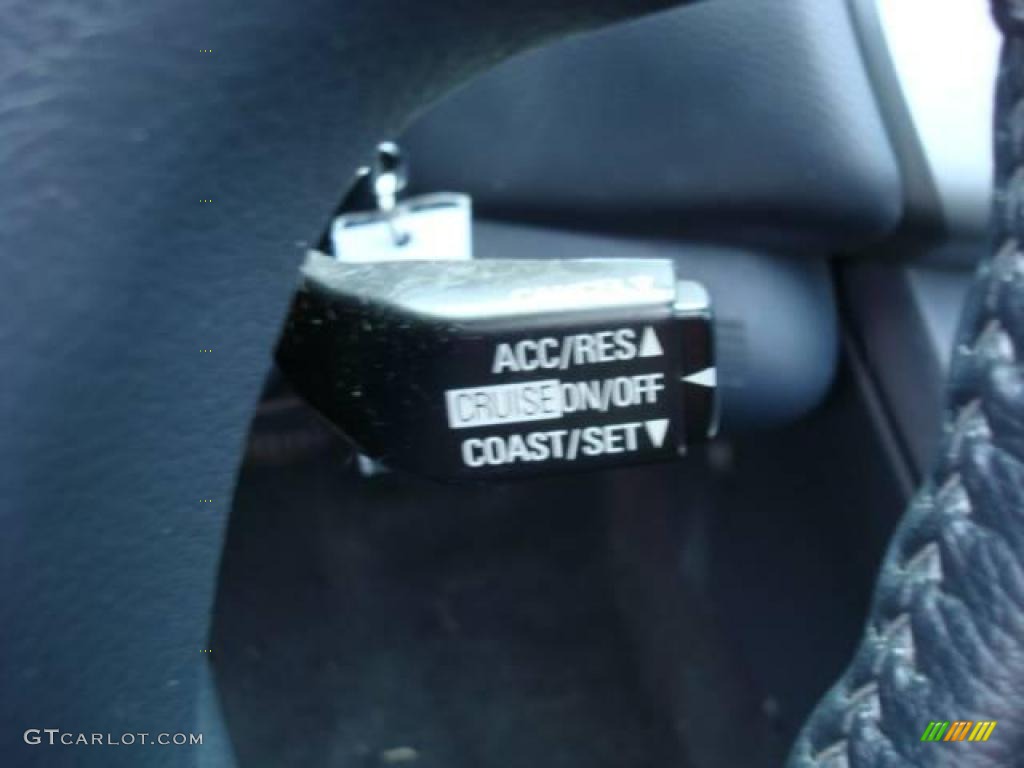 ACC/RES▲
CRUISE ON/OFF ◀
COAST/SET▼
GTCARLOT.COM